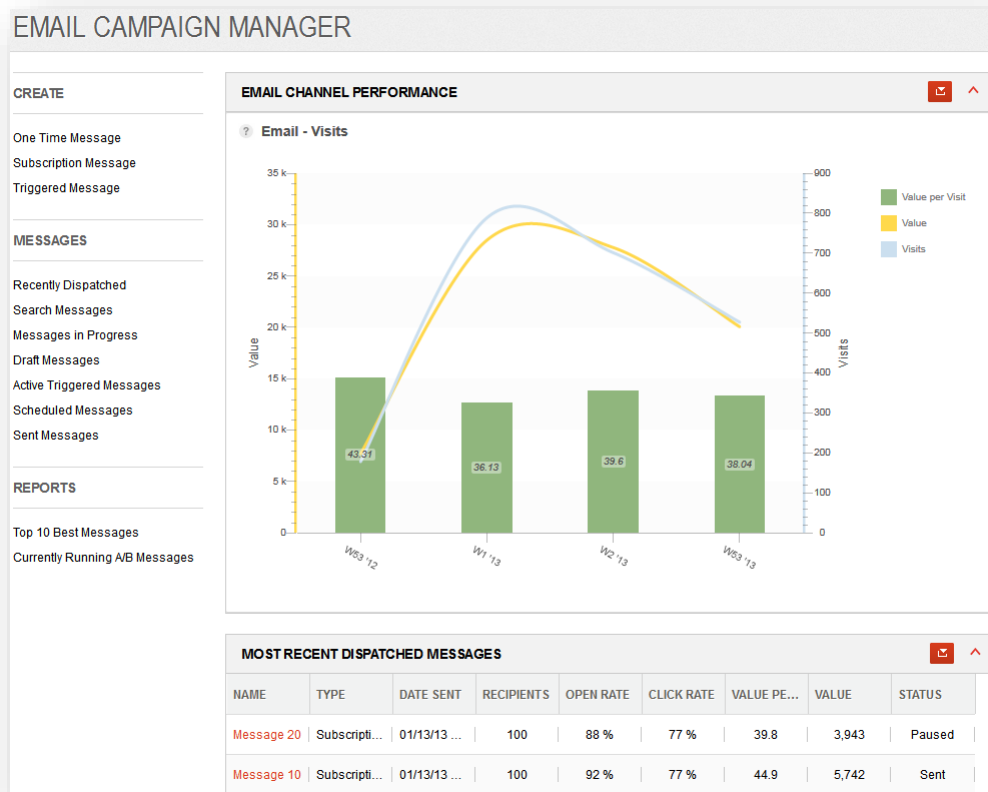 EMAIL CAMPAIGN MANAGER
CREATE
One Time Message
Subscription Message
Triggered Message
MESSAGES
Recently Dispatched
Search Messages
Messages in Progress
Draft Messages
Active Triggered Messages
Scheduled Messages
Sent Messages
REPORTS
Top 10 Best Messages
Currently Running A/B Messages
EMAIL CHANNEL PERFORMANCE
? Email - Visits
35 k
30 k
25 k
20 k
15 k
10 k
5 k
0
Value
43.31
36.13
39.6
38.04
W53 '12
W1 '13
W2 '13
W53 '13
900
800
700
600
500
400
300
200
100
0
Visits
Value per Visit
Value
Visits
MOST RECENT DISPATCHED MESSAGES
NAME TYPE DATE SENT RECIPIENTS OPEN RATE CLICK RATE VALUE PE... VALUE STATUS
Message 20 Subscripti... 01/13/13 ... 100 88 % 77 % 39.8 3,943 Paused
Message 10 Subscripti... 01/13/13 ... 100 92 % 77 % 44.9 5,742 Sent